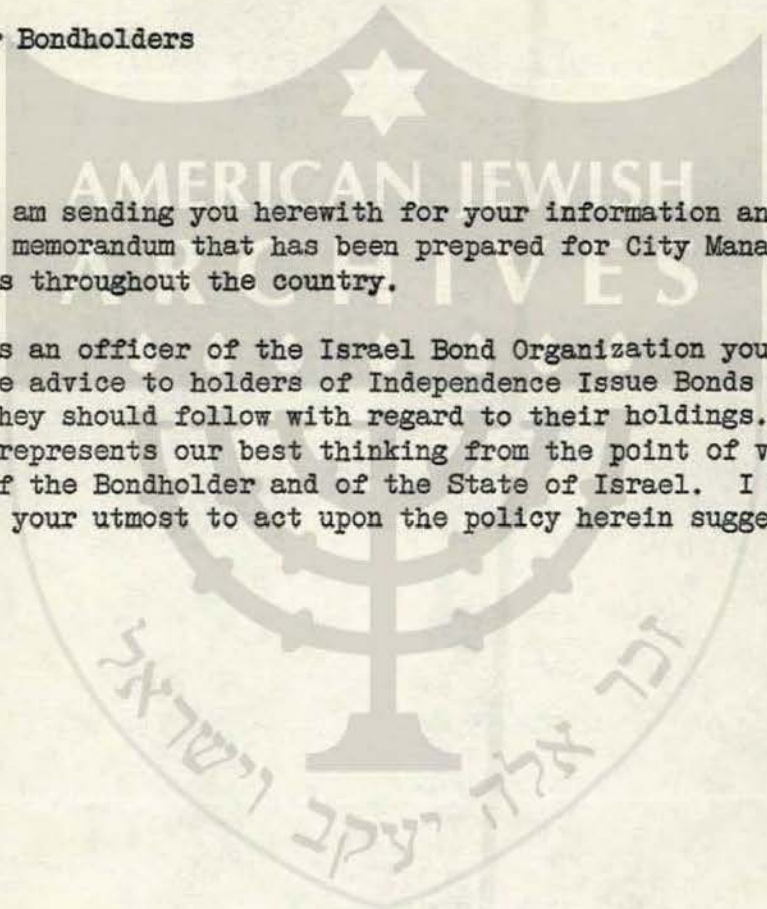 Bondholders
AMERICAN JEWISH
ARCHIVES
am sending you herewith for your information an
memorandum that has been prepared for City Mana
s throughout the country.
s an officer of the Israel Bond Organization you
e advice to holders of Independence Issue Bonds
hey should follow with regard to their holdings.
represents our best thinking from the point of v
f the Bondholder and of the State of Israel. I
your utmost to act upon the policy herein sugge
זכר אלה יעקב וישראל